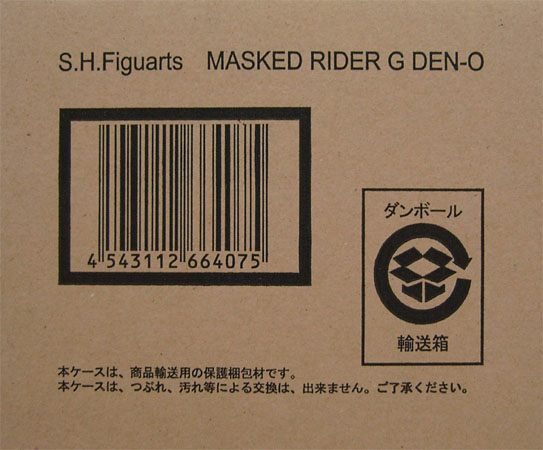 S.H.Figuarts MASKED RIDER G DEN-O
4 543112 664075
ダンボール
輸送箱
本ケースは、商品輸送用の保護梱包材です。
本ケースは、つぶれ、汚れ等による交換は、出来ません。ご了承ください。